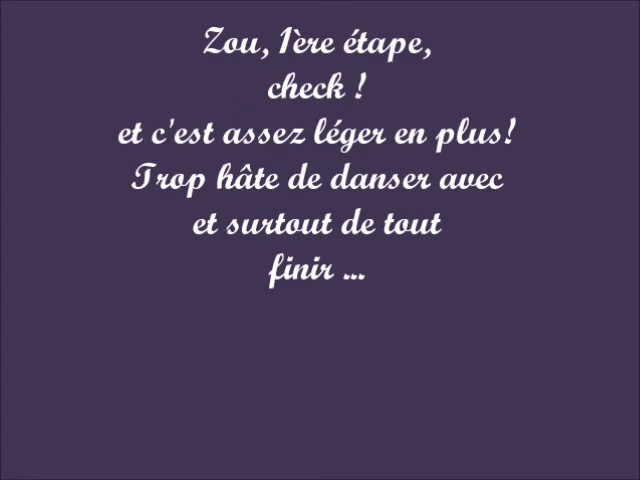 Zou, 1ère étape,
check !
et c'est assez léger en plus!
Trop hâte de danser avec
et surtout de tout
finir ...